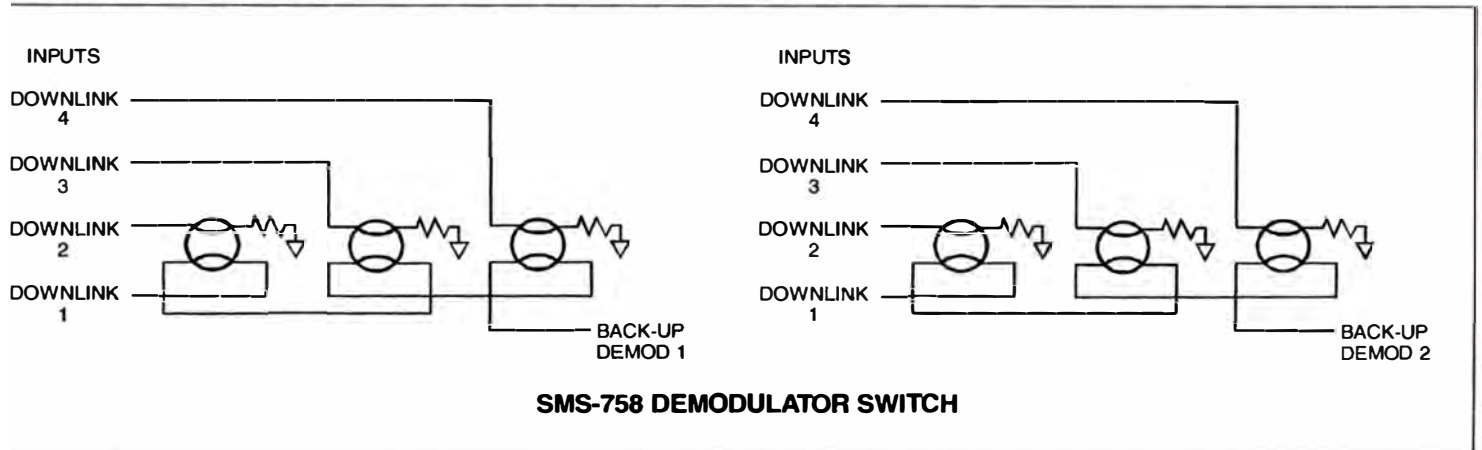 INPUTS
DOWNLINK
4
DOWNLINK
3
DOWNLINK
2
DOWNLINK
1
BACK-UP
DEMOD 1
INPUTS
DOWNLINK
4
DOWNLINK
3
DOWNLINK
2
DOWNLINK
1
BACK-UP
DEMOD 2
SMS-758 DEMODULATOR SWITCH